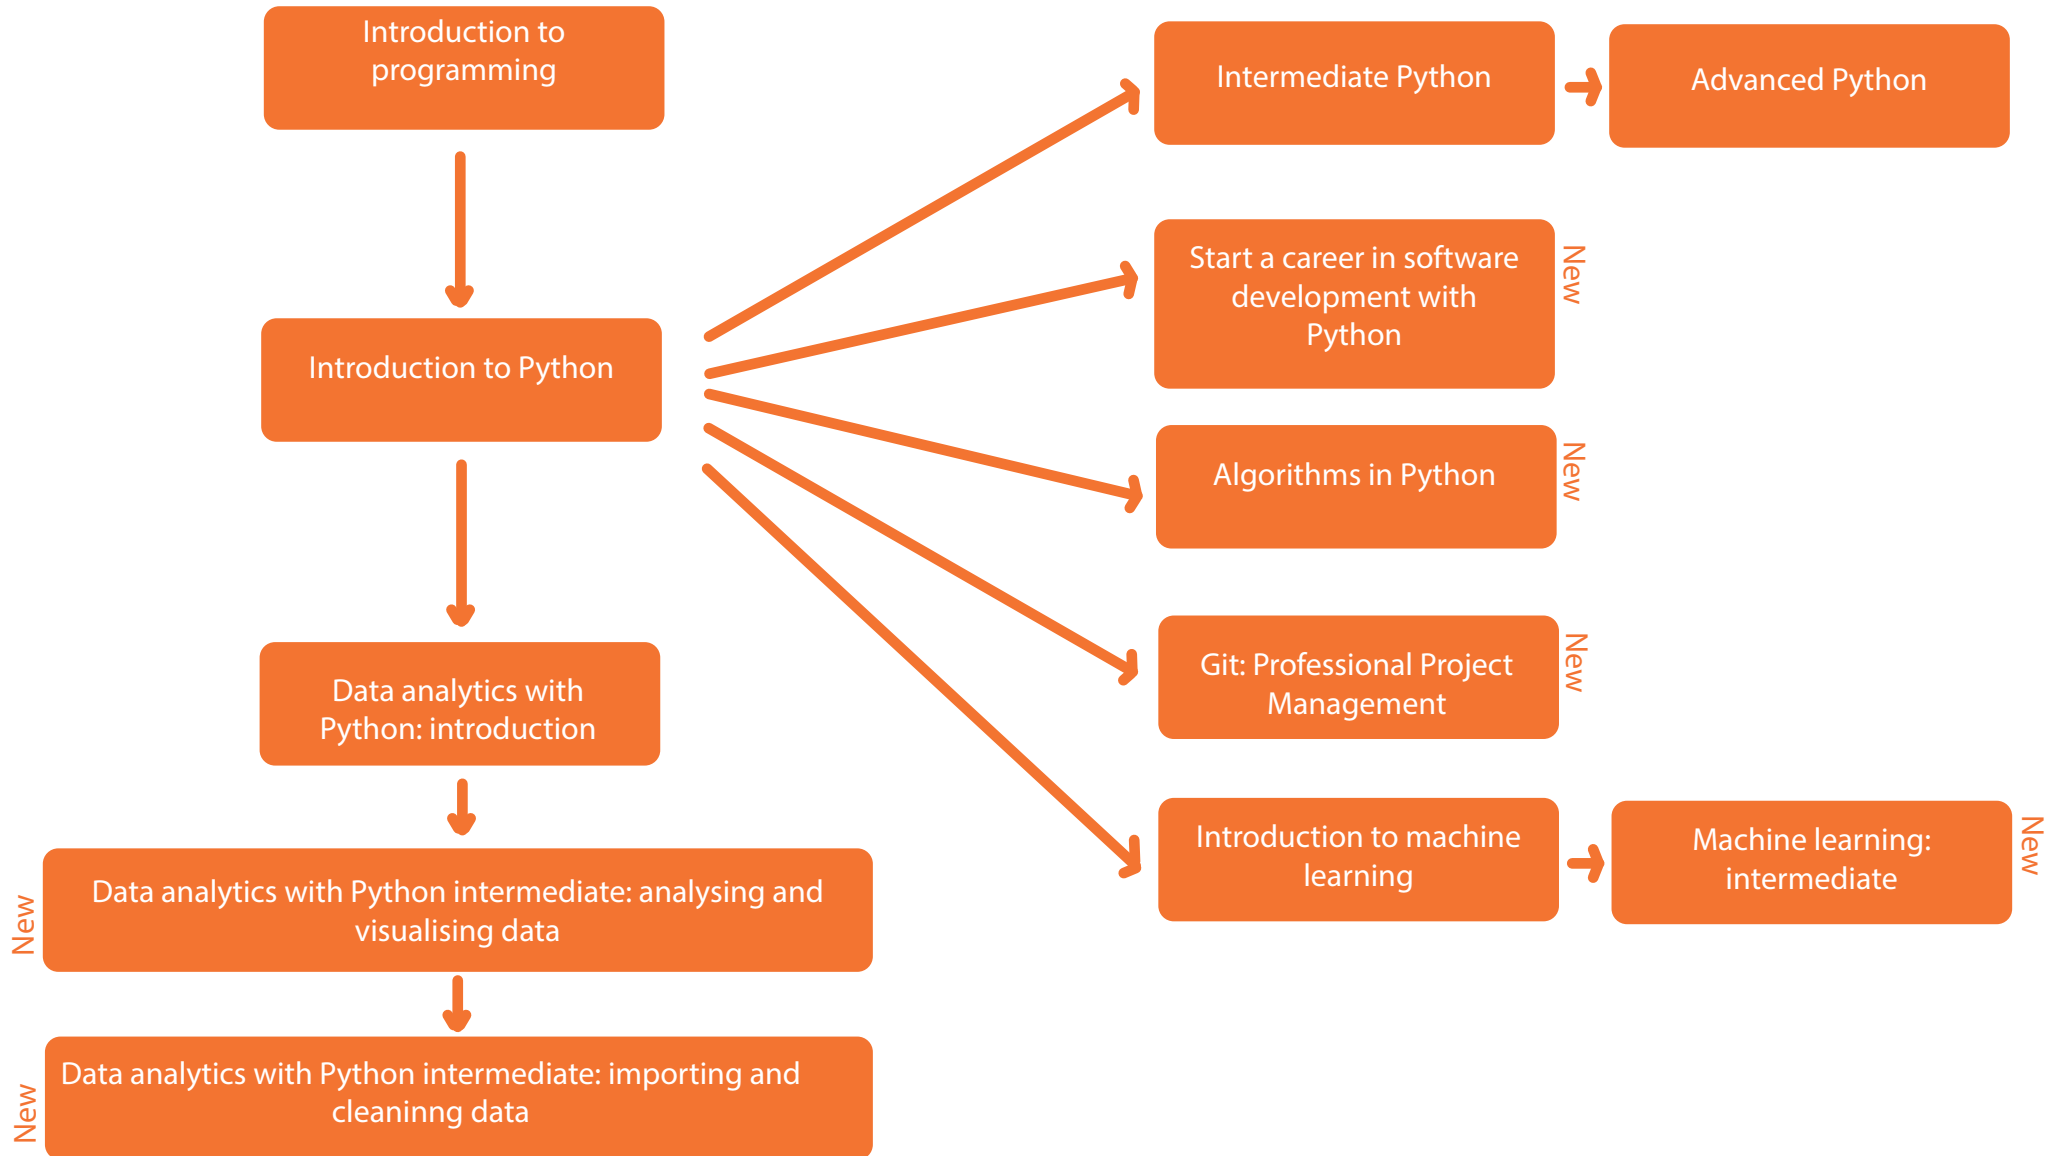 Introduction to
programming
Introduction to Python
Data analytics with
Python: introduction
New
Data analytics with Python intermediate: analysing and
visualising data
New
Data analytics with Python intermediate: importing and
cleaninng data
Intermediate Python
Advanced Python
Start a career in software
development with
Python
New
Algorithms in Python
New
Git: Professional Project
Management
New
Introduction to machine
learning
Machine learning:
intermediate
New